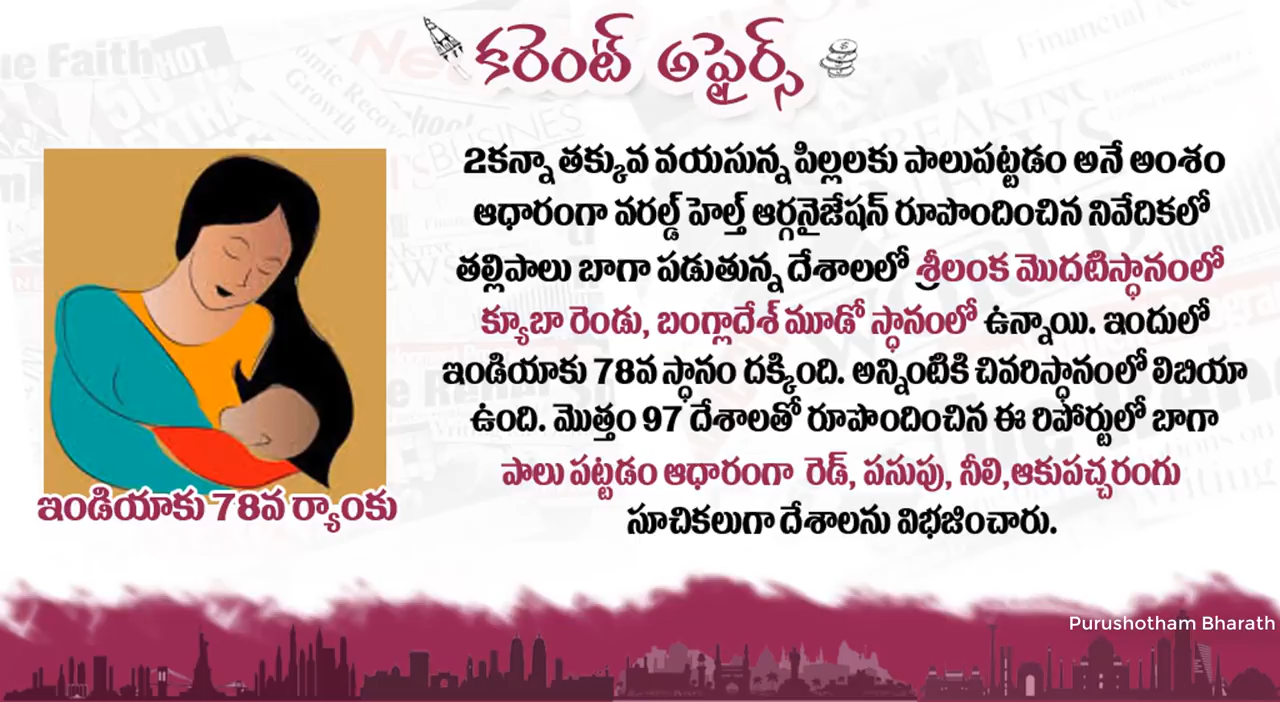 కరెంట్ అఫైర్స్
2కన్నా తక్కువ వయసున్న పిల్లలకు పాలుపట్టడం అనే అంశం
ఆధారంగా వరల్డ్ హెల్త్ ఆర్గనైజేషన్ రూపొందించిన నివేదికలో
తల్లిపాలు బాగా పడుతున్న దేశాలలో శ్రీలంక మొదటిస్థానంలో
క్యూబా రెండు, బంగ్లాదేశ్ మూడో స్థానంలో ఉన్నాయి. ఇందులో
ఇండియాకు 78వ స్థానం దక్కింది. అన్నింటికి చివరిస్థానంలో లిబియా
ఉంది. మొత్తం 97 దేశాలతో రూపొందించిన ఈ రిపోర్టులో బాగా
పాలు పట్టడం ఆధారంగా రెడ్, పసుపు, నీలి,ఆకుపచ్చరంగు
సూచికలుగా దేశాలను విభజించారు.
ఇండియాకు 78వ ర్యాంకు
Purushotham Bharath